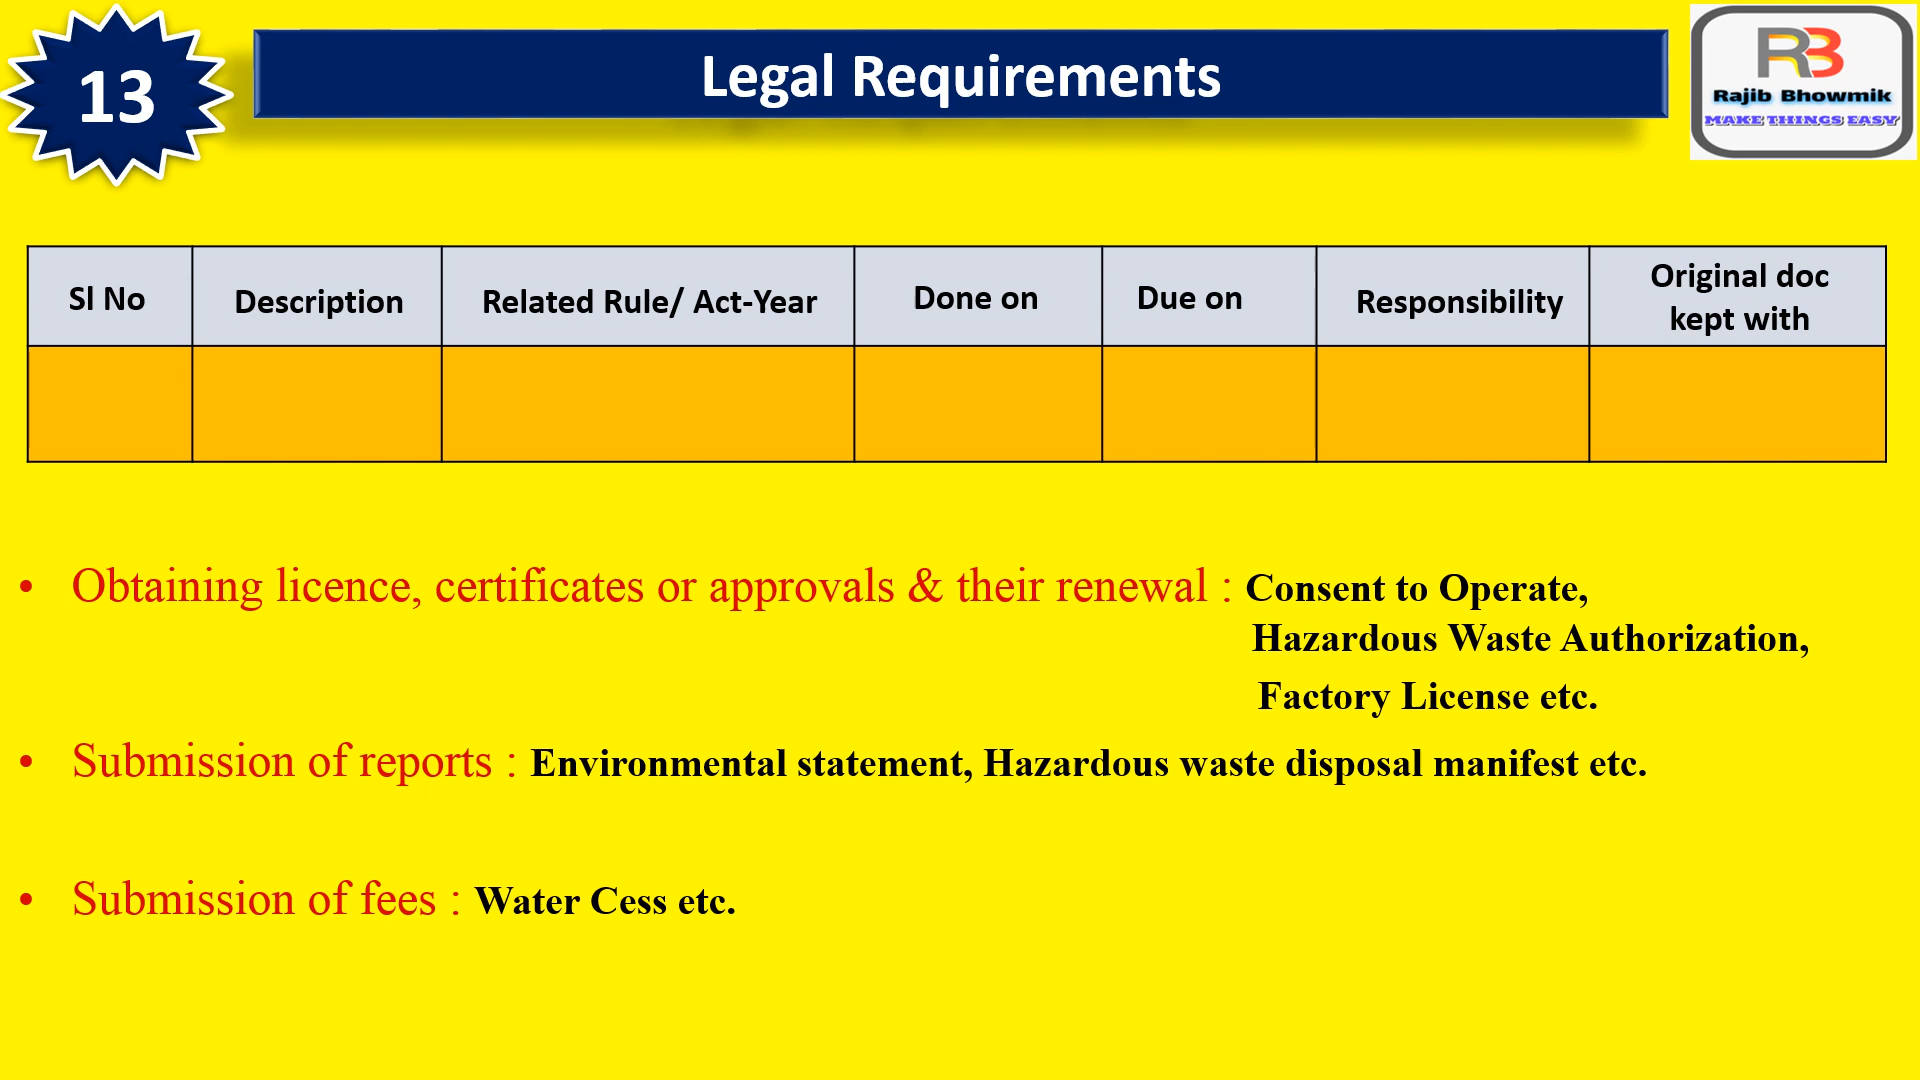 13
Legal Requirements
RB
Rajib Bhowmik
MAKE THINGS EASY
Sl No
Description
Related Rule/ Act-Year
Done on
Due on
Responsibility
Original doc
kept with
• Obtaining licence, certificates or approvals & their renewal : Consent to Operate,
Hazardous Waste Authorization,
Factory License etc.
• Submission of reports : Environmental statement, Hazardous waste disposal manifest etc.
• Submission of fees : Water Cess etc.